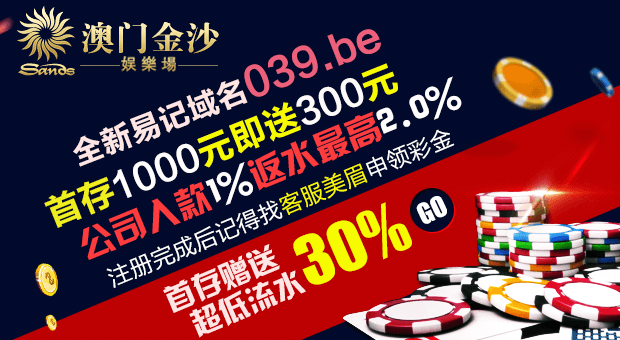 Sands
澳门金沙
娱樂場
全新易记域名039.be
首存1000元即送300元
公司入款1%返水最高2.0%
注册完成后记得找客服美眉申领彩金
首存赠送
超低流水
30%
GO